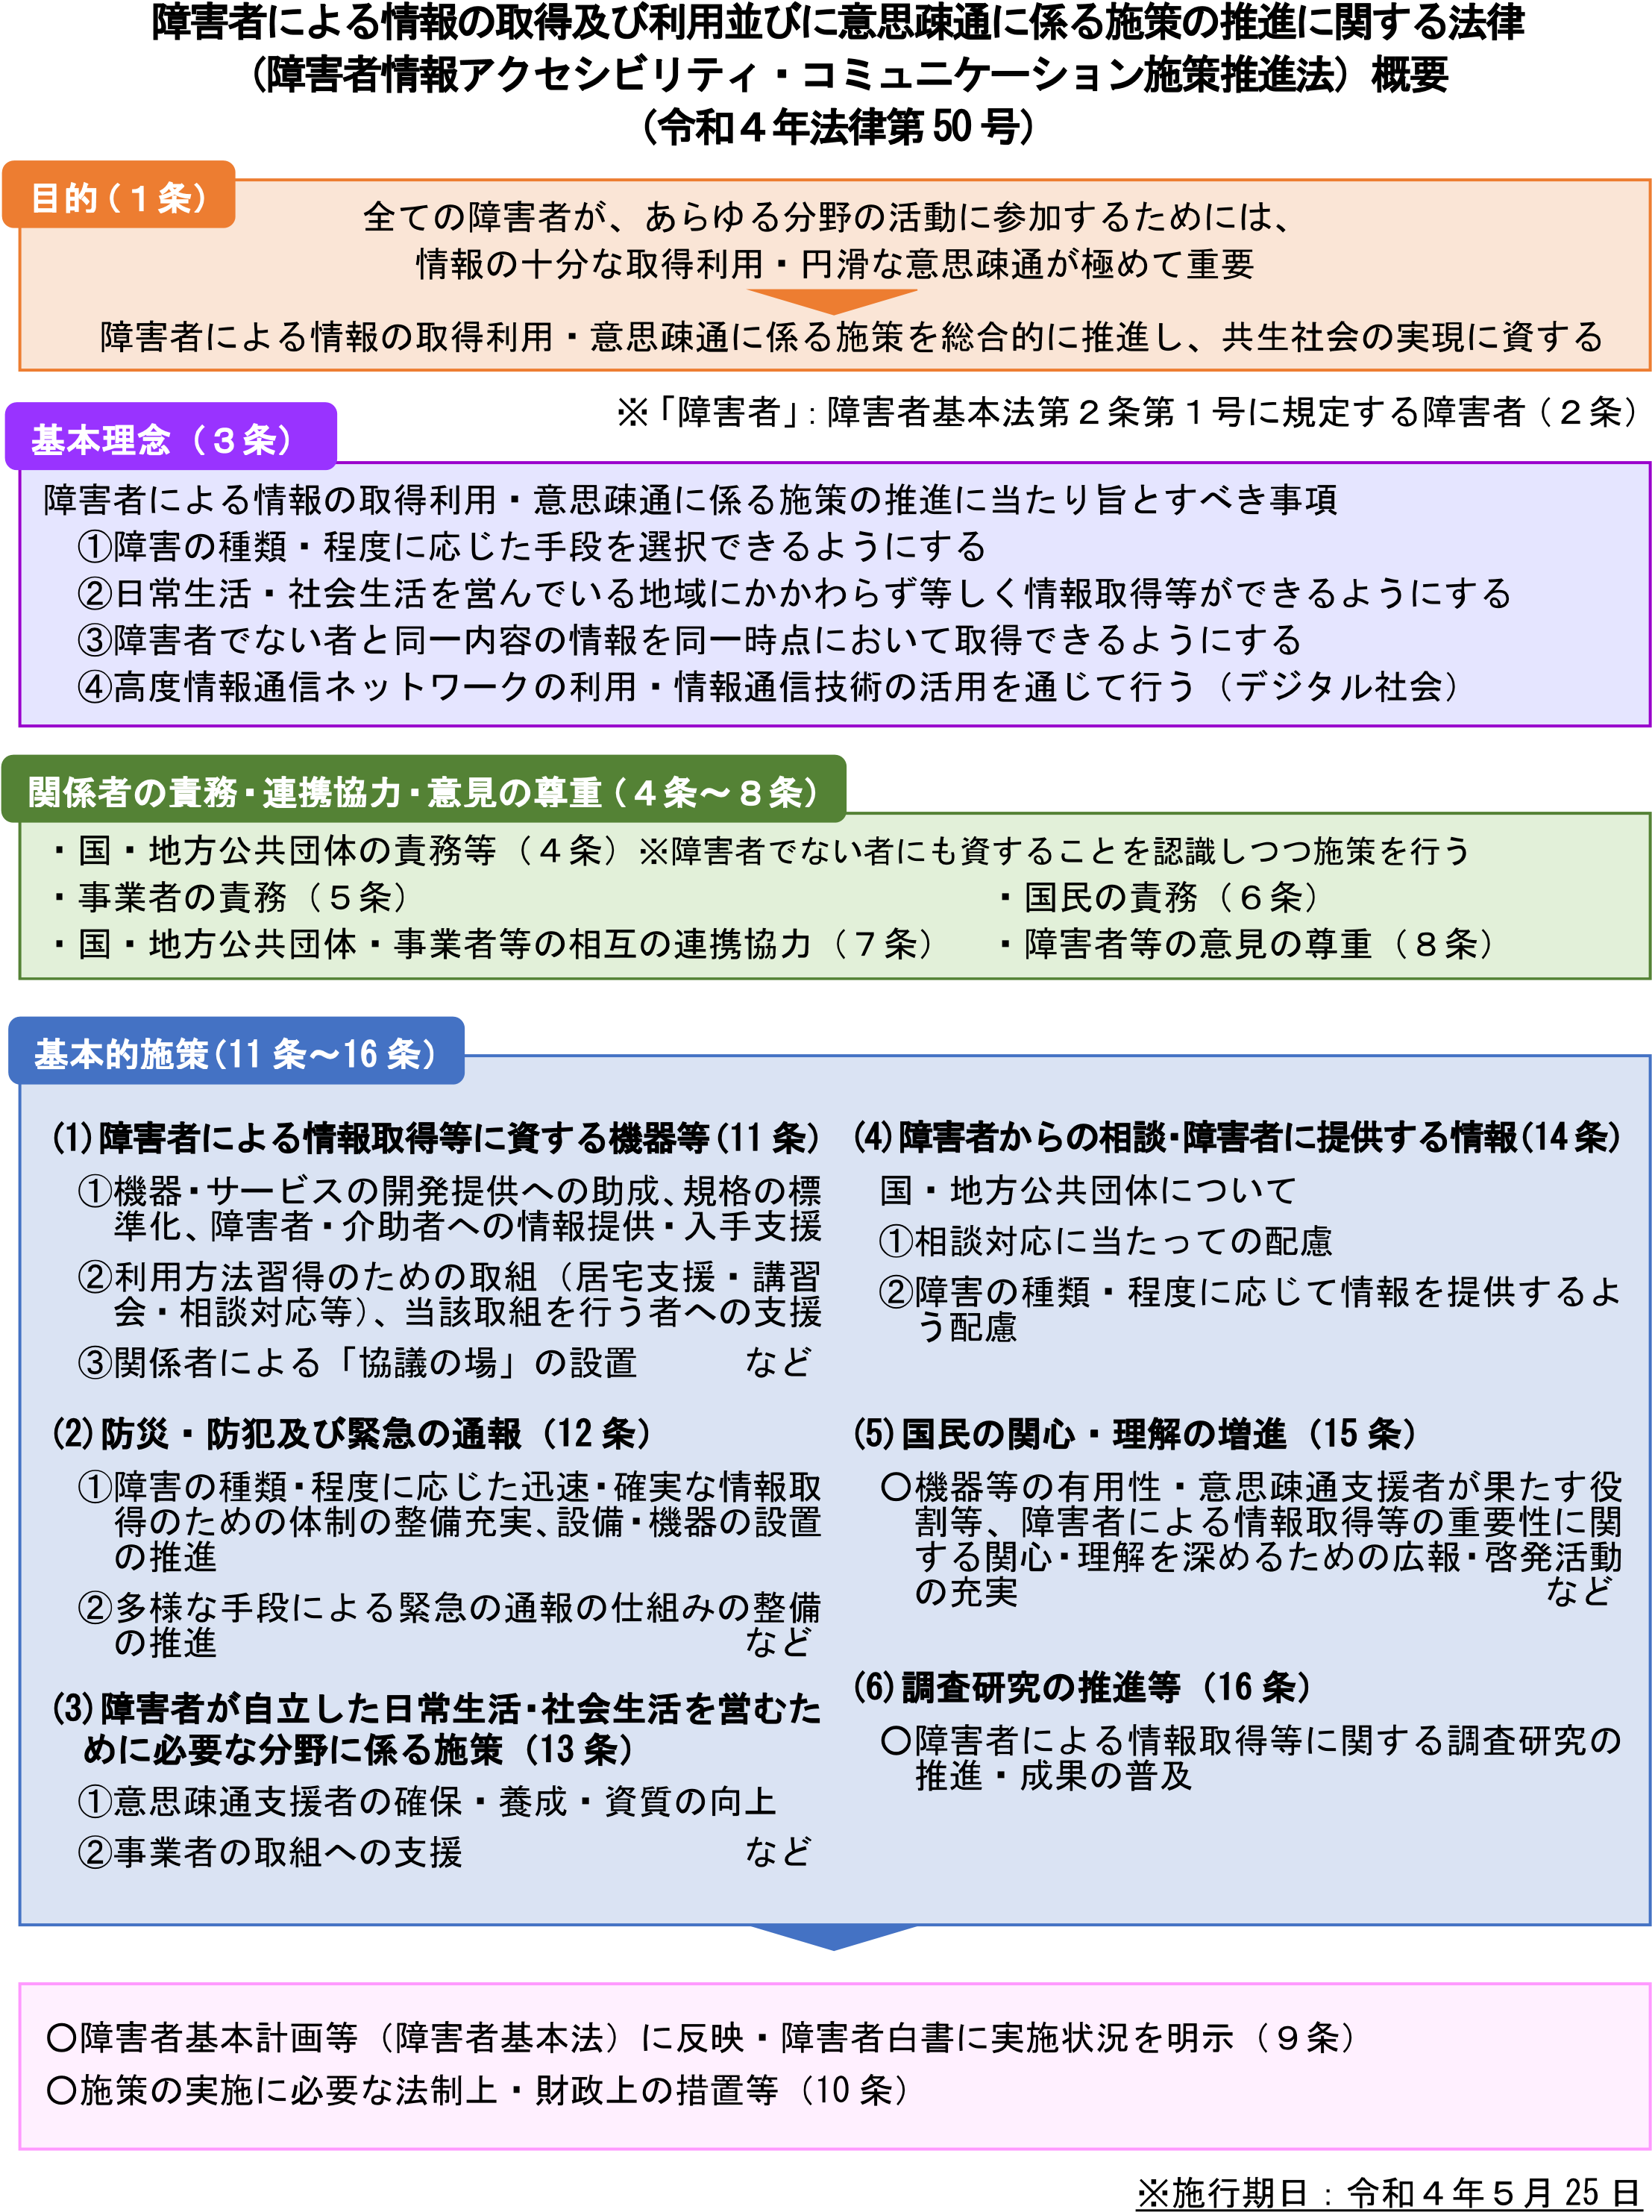 障害者による情報の取得及び利用並びに意思疎通に係る施策の推進に関する法律
（障害者情報アクセシビリティ・コミュニケーション施策推進法）概要
（令和４年法律第 50 号）
目的（１条）
全ての障害者が、あらゆる分野の活動に参加するためには、
情報の十分な取得利用・円滑な意思疎通が極めて重要
障害者による情報の取得利用・意思疎通に係る施策を総合的に推進し、共生社会の実現に資する
※「障害者」：障害者基本法第２条第１号に規定する障害者（２条）
基本理念（３条）
障害者による情報の取得利用・意思疎通に係る施策の推進に当たり旨とすべき事項
①障害の種類・程度に応じた手段を選択できるようにする
②日常生活・社会生活を営んでいる地域にかかわらず等しく情報取得等ができるようにする
③障害者でない者と同一内容の情報を同一時点において取得できるようにする
④高度情報通信ネットワークの利用・情報通信技術の活用を通じて行う（デジタル社会）
関係者の責務・連携協力・意見の尊重（４条～８条）
・国・地方公共団体の責務等（４条）※障害者でない者にも資することを認識しつつ施策を行う
・事業者の責務（５条）　・国民の責務（６条）
・国・地方公共団体・事業者等の相互の連携協力（７条）　・障害者等の意見の尊重（８条）
基本的施策（11 条～16 条）
(1)障害者による情報取得等に資する機器等（11 条）
①機器・サービスの開発提供への助成、規格の標
準化、障害者・介助者への情報提供・入手支援
②利用方法習得のための取組（居宅支援・講習
会・相談対応等）、当該取組を行う者への支援
③関係者による「協議の場」の設置　など
(2)防災・防犯及び緊急の通報（12 条）
①障害の種類・程度に応じた迅速・確実な情報取
得のための体制の整備充実、設備・機器の設置
の推進
②多様な手段による緊急の通報の仕組みの整備
の推進　など
(3)障害者が自立した日常生活・社会生活を営むた
めに必要な分野に係る施策（13 条）
①意思疎通支援者の確保・養成・資質の向上
②事業者の取組への支援　など
(4)障害者からの相談・障害者に提供する情報（14 条）
国・地方公共団体について
①相談対応に当たっての配慮
②障害の種類・程度に応じて情報を提供するよ
う配慮
(5)国民の関心・理解の増進（15 条）
○機器等の有用性・意思疎通支援者が果たす役
割等、障害者による情報取得等の重要性に関
する関心・理解を深めるための広報・啓発活動
の充実　など
(6)調査研究の推進等（16 条）
○障害者による情報取得等に関する調査研究の
推進・成果の普及
○障害者基本計画等（障害者基本法）に反映・障害者白書に実施状況を明示（９条）
○施策の実施に必要な法制上・財政上の措置等（10 条）
※施行期日：令和４年５月 25 日